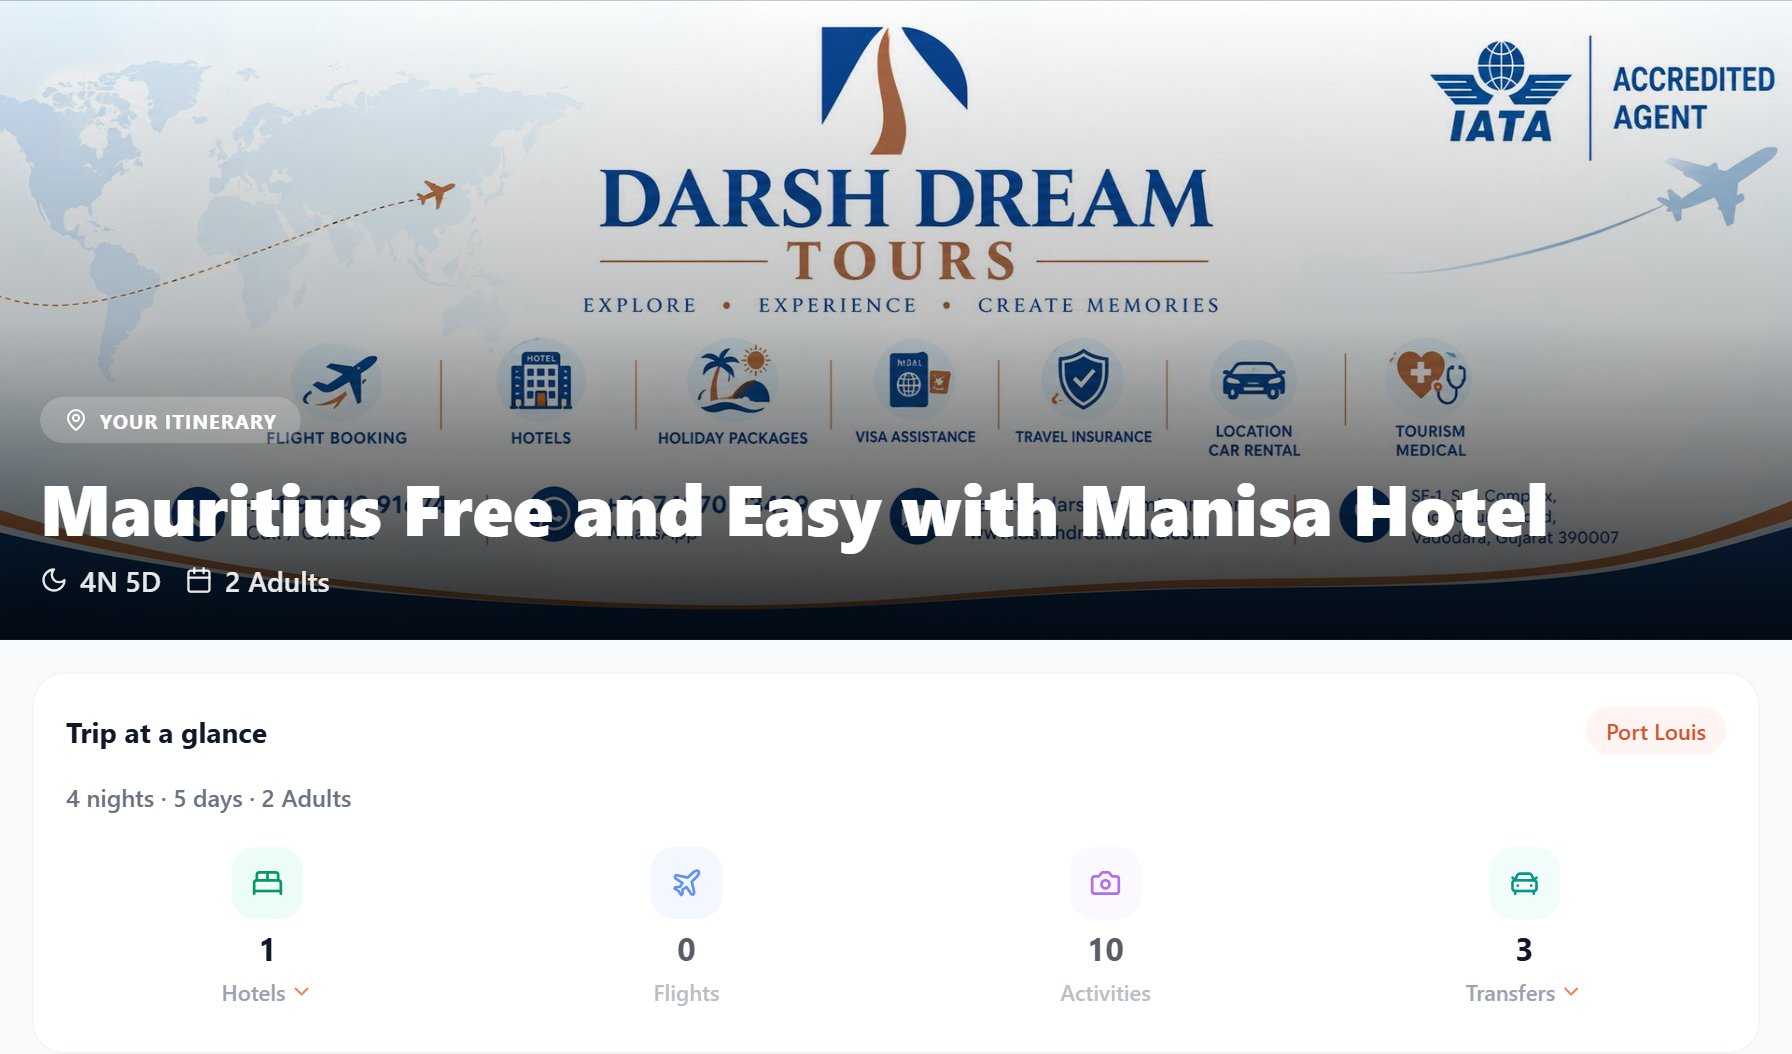 IATA
ACCREDITED
AGENT
DARSH DREAM
TOURS
EXPLORE • EXPERIENCE • CREATE MEMORIES
HOTEL
YOUR ITINERARY
FLIGHT BOOKING
HOTELS
HOLIDAY PACKAGES
VISA ASSISTANCE
TRAVEL INSURANCE
LOCATION
CAR RENTAL
TOURISM
MEDICAL
Mauritius Free and Easy with Manisa Hotel
Vadodara, Gujarat 390007
4N 5D
2 Adults
Trip at a glance
Port Louis
4 nights · 5 days · 2 Adults
1
Hotels
0
Flights
10
Activities
3
Transfers